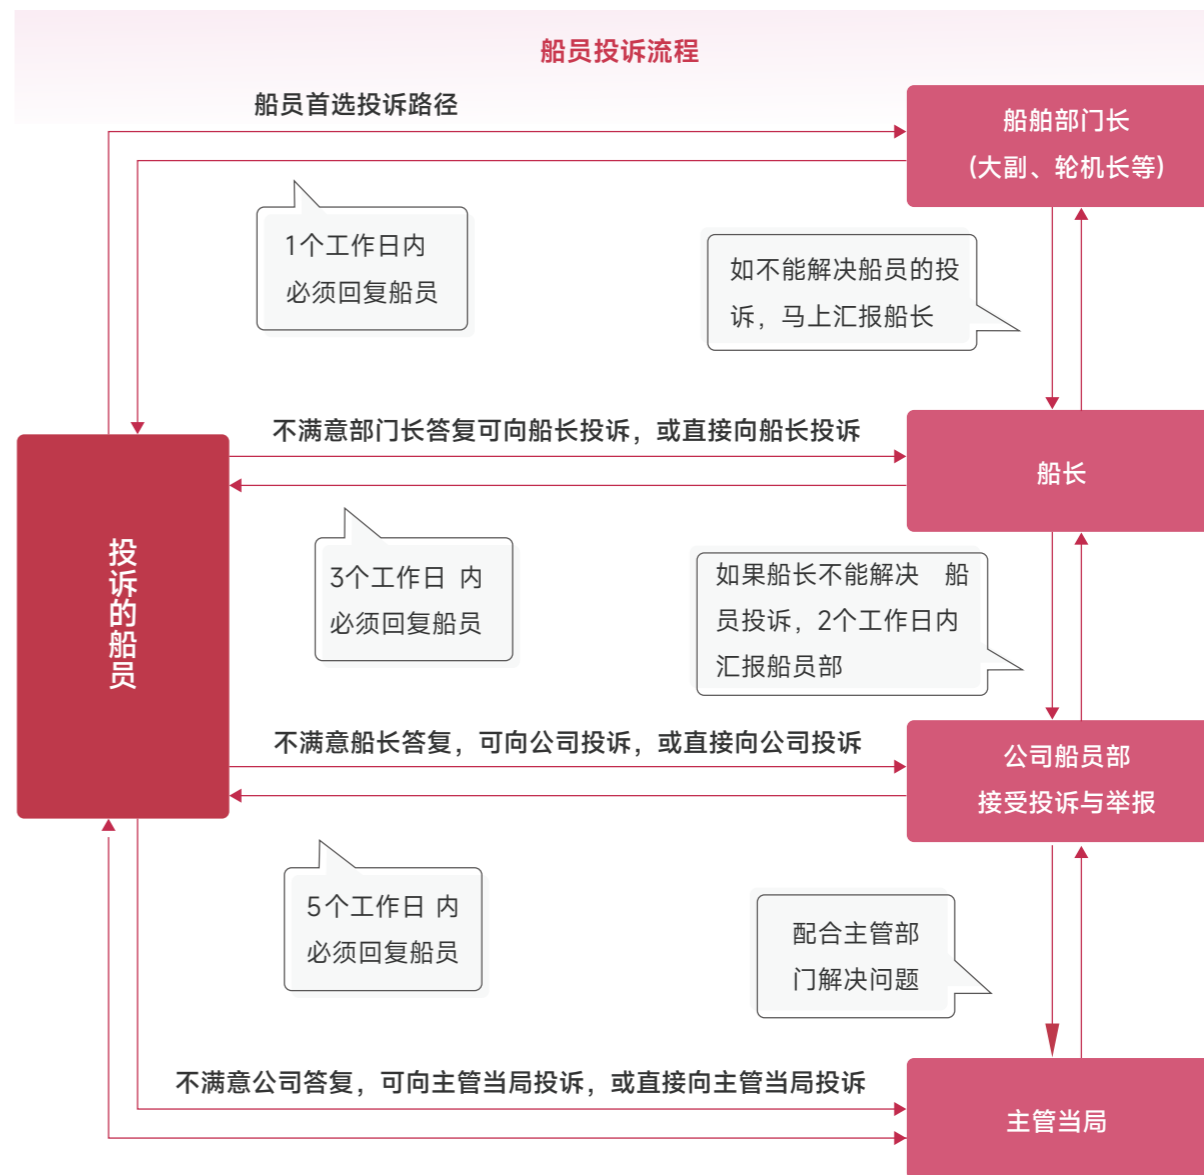 船员投诉流程
船员首选投诉路径
船舶部门长
(大副、轮机长等)
1个工作日内
必须回复船员
如不能解决船员的投
诉，马上汇报船长
不满意部门长答复可向船长投诉，或直接向船长投诉
船长
投诉的船员
3个工作日 内
必须回复船员
如果船长不能解决 船
员投诉，2个工作日内
汇报船员部
不满意船长答复，可向公司投诉，或直接向公司投诉
公司船员部
接受投诉与举报
5个工作日 内
必须回复船员
配合主管部
门解决问题
不满意公司答复，可向主管当局投诉，或直接向主管当局投诉
主管当局